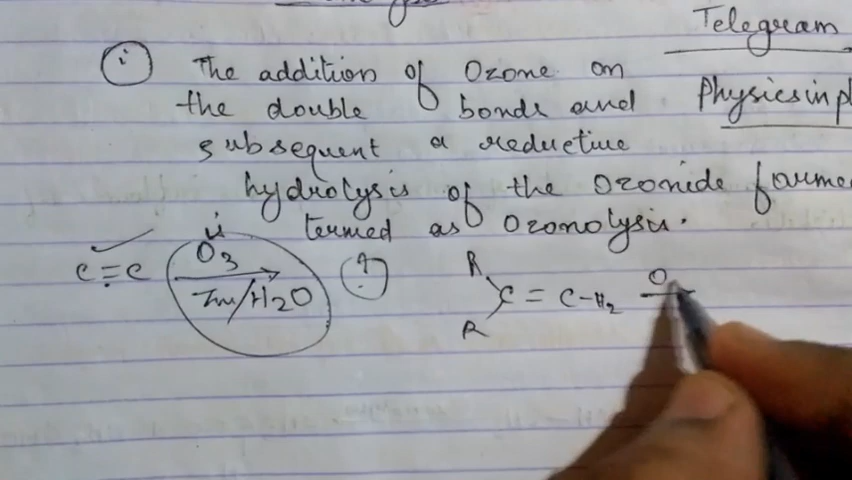 Telegram
i The addition of Ozone on
the double bonds and
Physicsinpl
subsequent a reductive
hydrolysis of the Ozonide forme
is termed as Ozonolysis.
C=C O3 Zn/H2O ?
R R C = C-H2 O